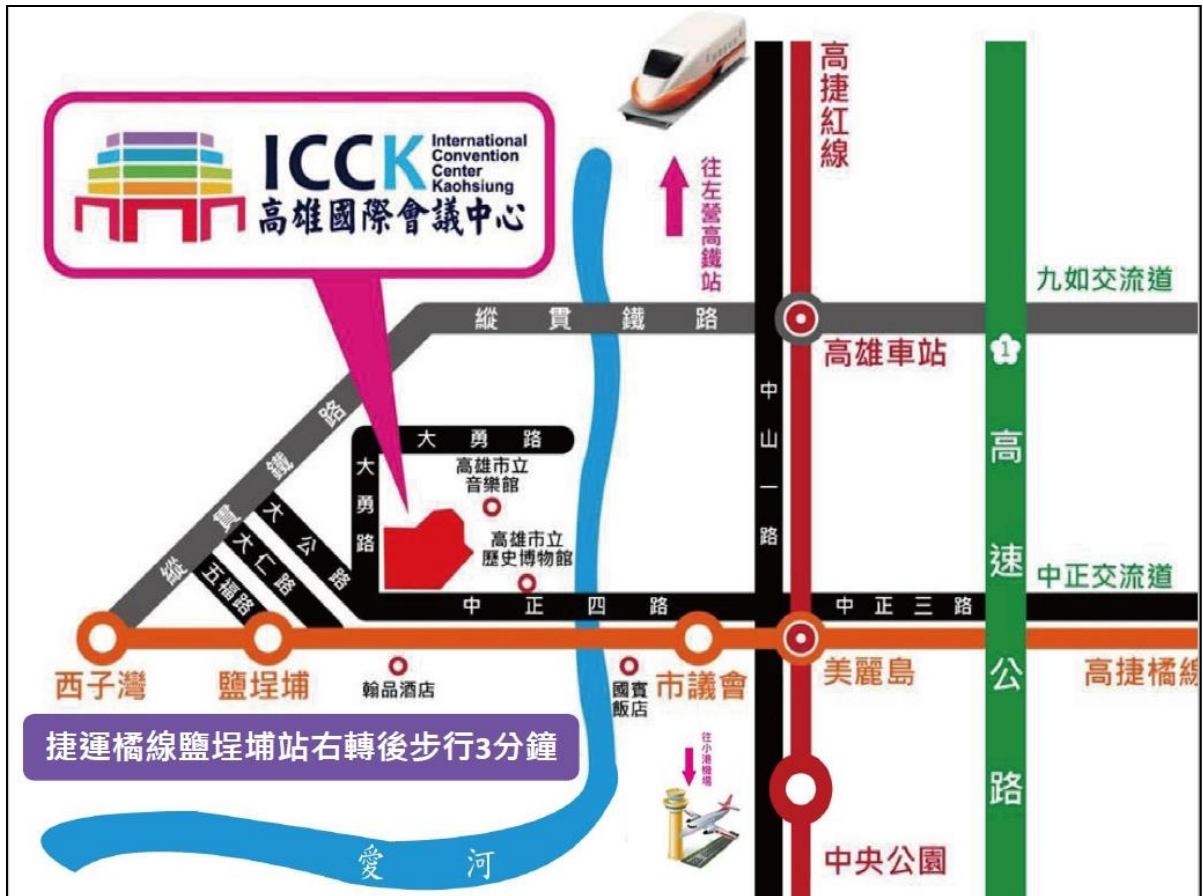 ICCK
International
Convention
Center
Kaohsiung
高雄國際會議中心
往左營高鐵站
高捷紅線
九如交流道
縱貫鐵路
高雄車站
1
高速公路
縱貫鐵路
中山一路
大勇路
大勇路
高雄市立
音樂館
高雄市立
歷史博物館
大公路
大仁路
五福路
中正交流道
中正四路
中正三路
西子灣
鹽埕埔
翰品酒店
國賓
飯店
市議會
美麗島
高捷橘線
捷運橘線鹽埕埔站右轉後步行3分鐘
往小港機場
愛河
中央公園